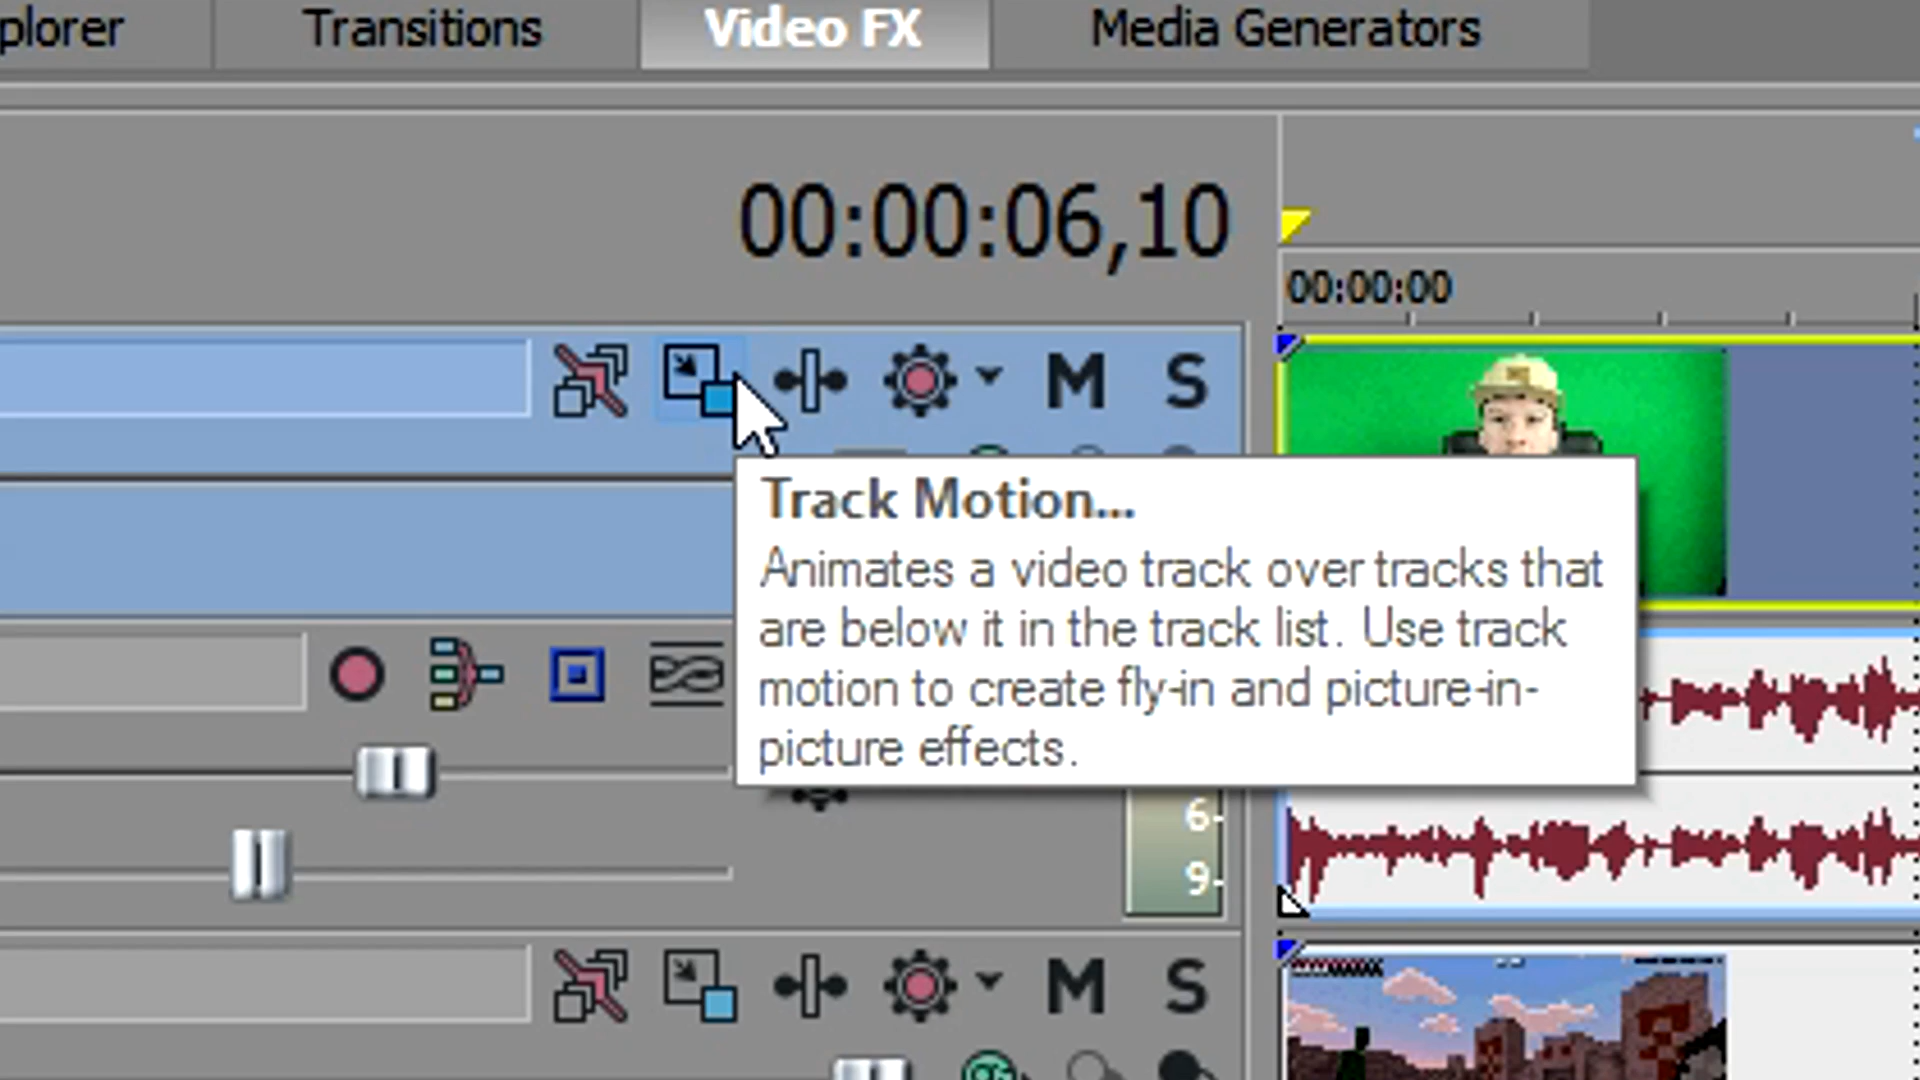 plorer
Transitions
Video FX
Media Generators
00:00:06,10
00:00:00
M
S
Track Motion...
Animates a video track over tracks that
are below it in the track list. Use track
motion to create fly-in and picture-in-
picture effects.
6-
9-
M
S